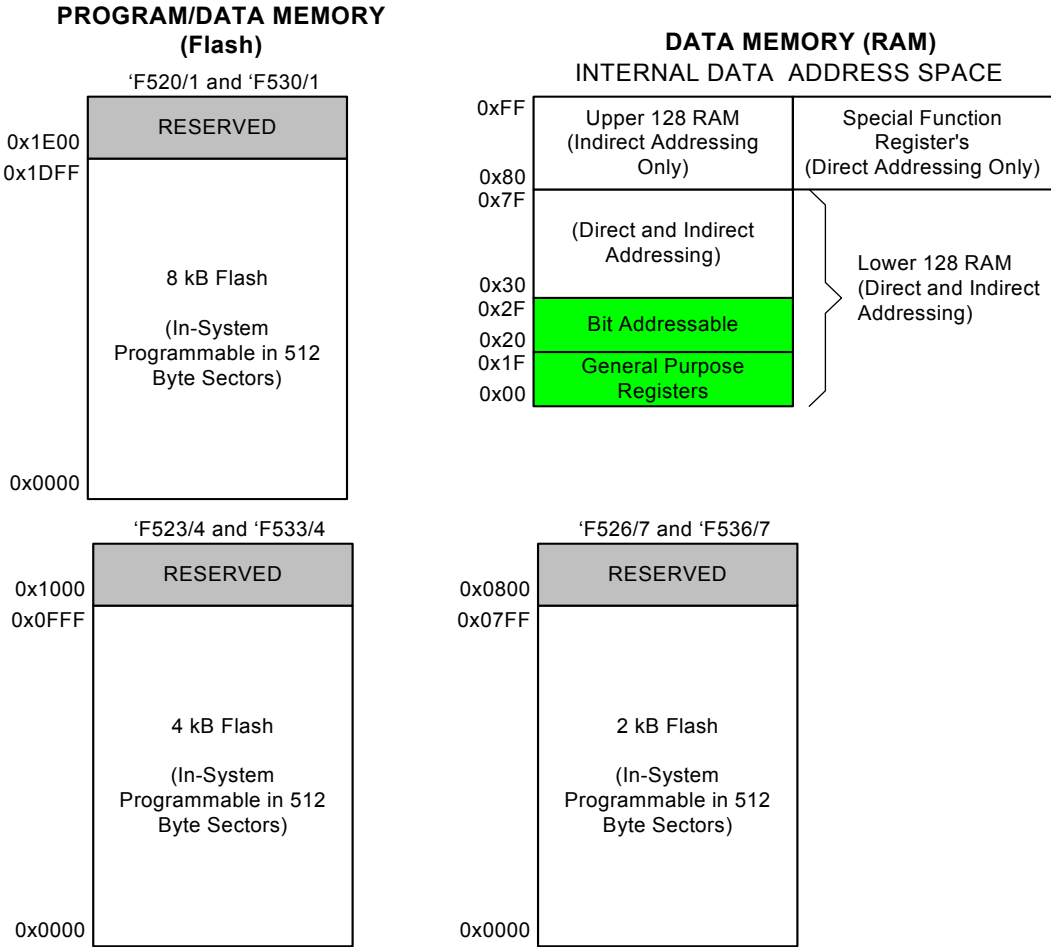 PROGRAM/DATA MEMORY
(Flash)
‘F520/1 and ‘F530/1
RESERVED
0x1E00
0x1DFF
8 kB Flash
(In-System
Programmable in 512
Byte Sectors)
0x0000
DATA MEMORY (RAM)
INTERNAL DATA ADDRESS SPACE
0xFF
Upper 128 RAM
(Indirect Addressing
Only)
0x80
Special Function
Register's
(Direct Addressing Only)
0x7F
(Direct and Indirect
Addressing)
0x30
Lower 128 RAM
(Direct and Indirect
Addressing)
0x2F
Bit Addressable
0x20
0x1F
General Purpose
Registers
0x00
‘F523/4 and ‘F533/4
RESERVED
0x1000
0x0FFF
4 kB Flash
(In-System
Programmable in 512
Byte Sectors)
0x0000
‘F526/7 and ‘F536/7
RESERVED
0x0800
0x07FF
2 kB Flash
(In-System
Programmable in 512
Byte Sectors)
0x0000